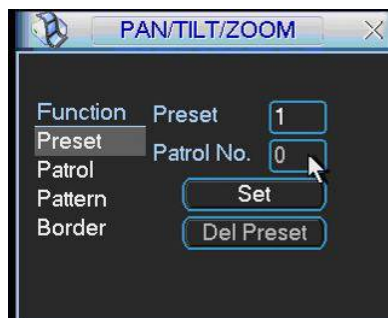 PAN/TILT/ZOOM
Function
Preset
Patrol
Pattern
Border
Preset 1
Patrol No. 0
Set
Del Preset